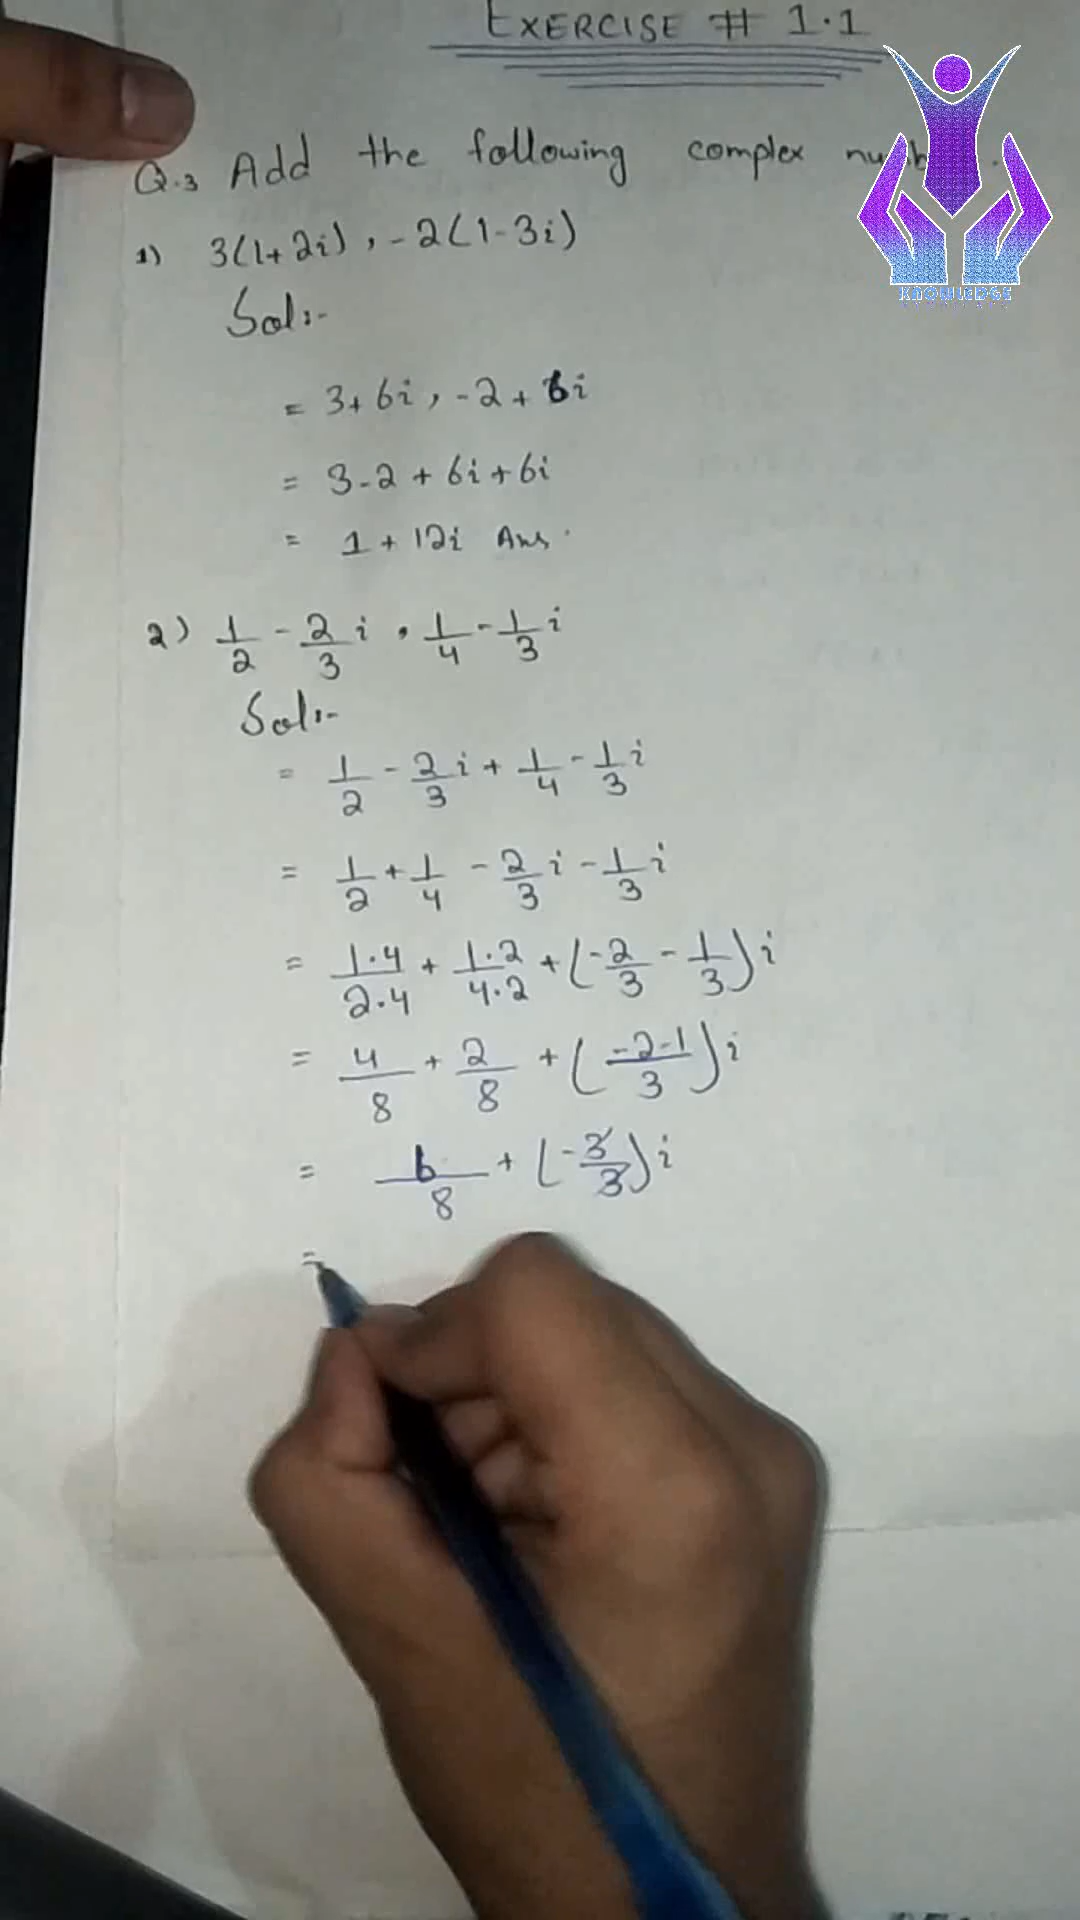 EXERCISE # 1.1
Q.3 Add the following complex
1) 3(1+2i), -2(1-3i)
Sol:-
= 3+6i, -2+6i
= 3-2+6i+6i
= 1+12i Ans.
2) 1/2 - 2/3 i, 1/4 - 1/3 i
Sol:-
= 1/2 - 2/3 i + 1/4 - 1/3 i
= 1/2 + 1/4 - 2/3 i - 1/3 i
= 1·4/2·4 + 1·2/4·2 + (-2/3 - 1/3) i
= 4/8 + 2/8 + (-2-1/3) i
= 6/8 + (-3/3) i
=
KNOWLEDGE